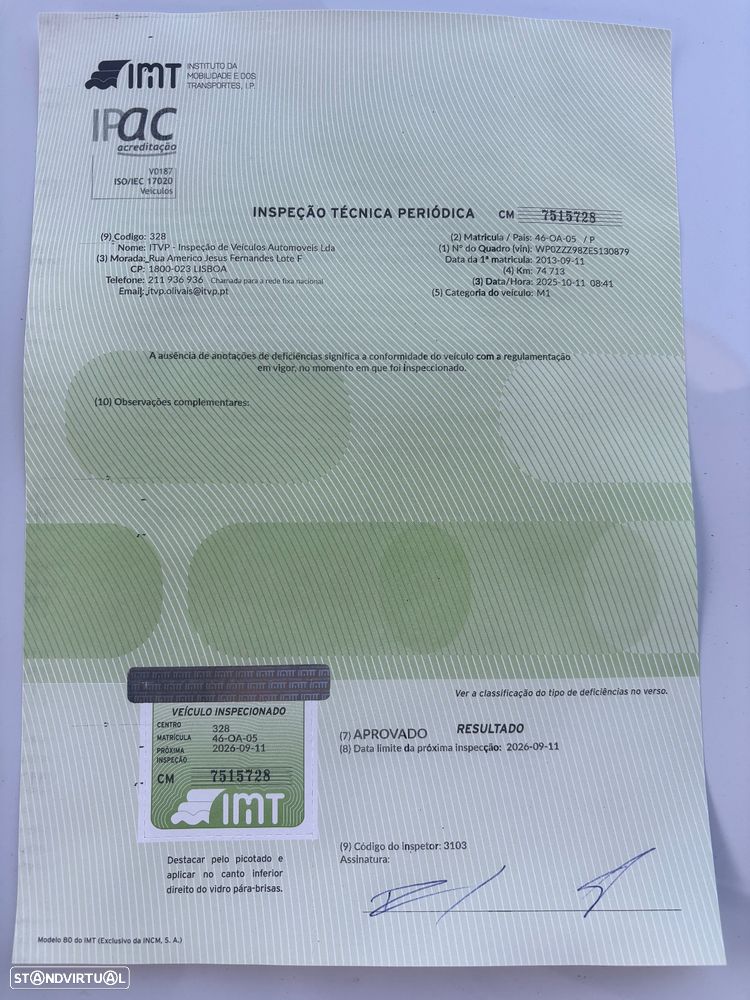 IMT INSTITUTO DA
MOBILIDADE E DOS
TRANSPORTES, I.P.
IPAC
acreditação
V0187
ISO/IEC 17020
Veículos
INSPEÇÃO TÉCNICA PERIÓDICA CM 7515728
(9) Código: 328
Nome: ITVP - Inspeção de Veículos Automoveis Lda
(3) Morada: Rua Americo Jesus Fernandes Lote F
CP: 1800-023 LISBOA
Telefone: 211 936 936 Chamada para a rede fixa nacional
Email: itvp.olivais@itvp.pt
(2) Matricula / Pais: 46-OA-05 / P
(1) Nº do Quadro (vin): WP0ZZZ98ZES130879
Data da 1ª matricula: 2013-09-11
(4) Km: 74 713
(3) Data/Hora: 2025-10-11 08:41
(5) Categoria do veículo: M1
A ausência de anotações de deficiências significa a conformidade do veículo com a regulamentação
em vigor, no momento em que foi inspeccionado.
(10) Observações complementares:
Ver a classificação do tipo de deficiências no verso.
VEÍCULO INSPECIONADO
CENTRO 328
MATRÍCULA 46-OA-05
PRÓXIMA 2026-09-11
INSPEÇÃO
CM 7515728
IMT
RESULTADO
(7) APROVADO
(8) Data limite da próxima inspecção: 2026-09-11
Destacar pelo picotado e
aplicar no canto inferior
direito do vidro pára-brisas.
(9) Código do inspetor: 3103
Assinatura:
Modelo 80 do IMT (Exclusivo da INCM, S. A.)
STANDVIRTUAL